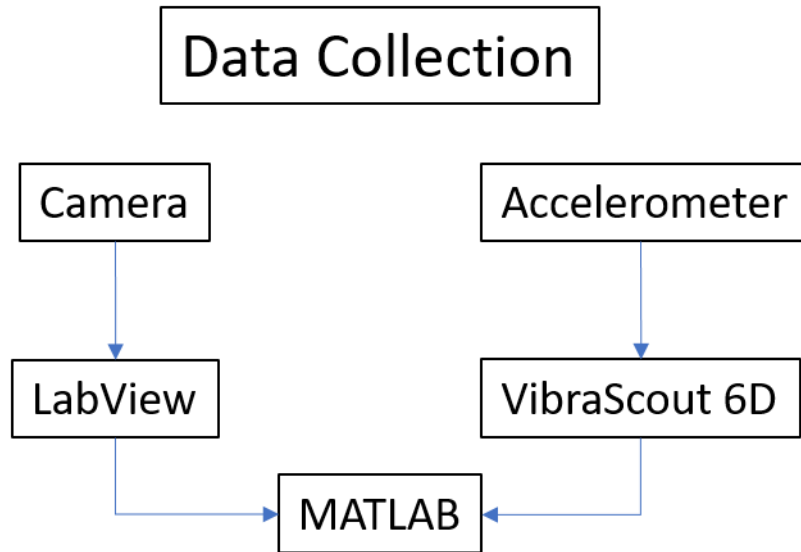 Data Collection
Camera
Accelerometer
LabView
VibraScout 6D
MATLAB